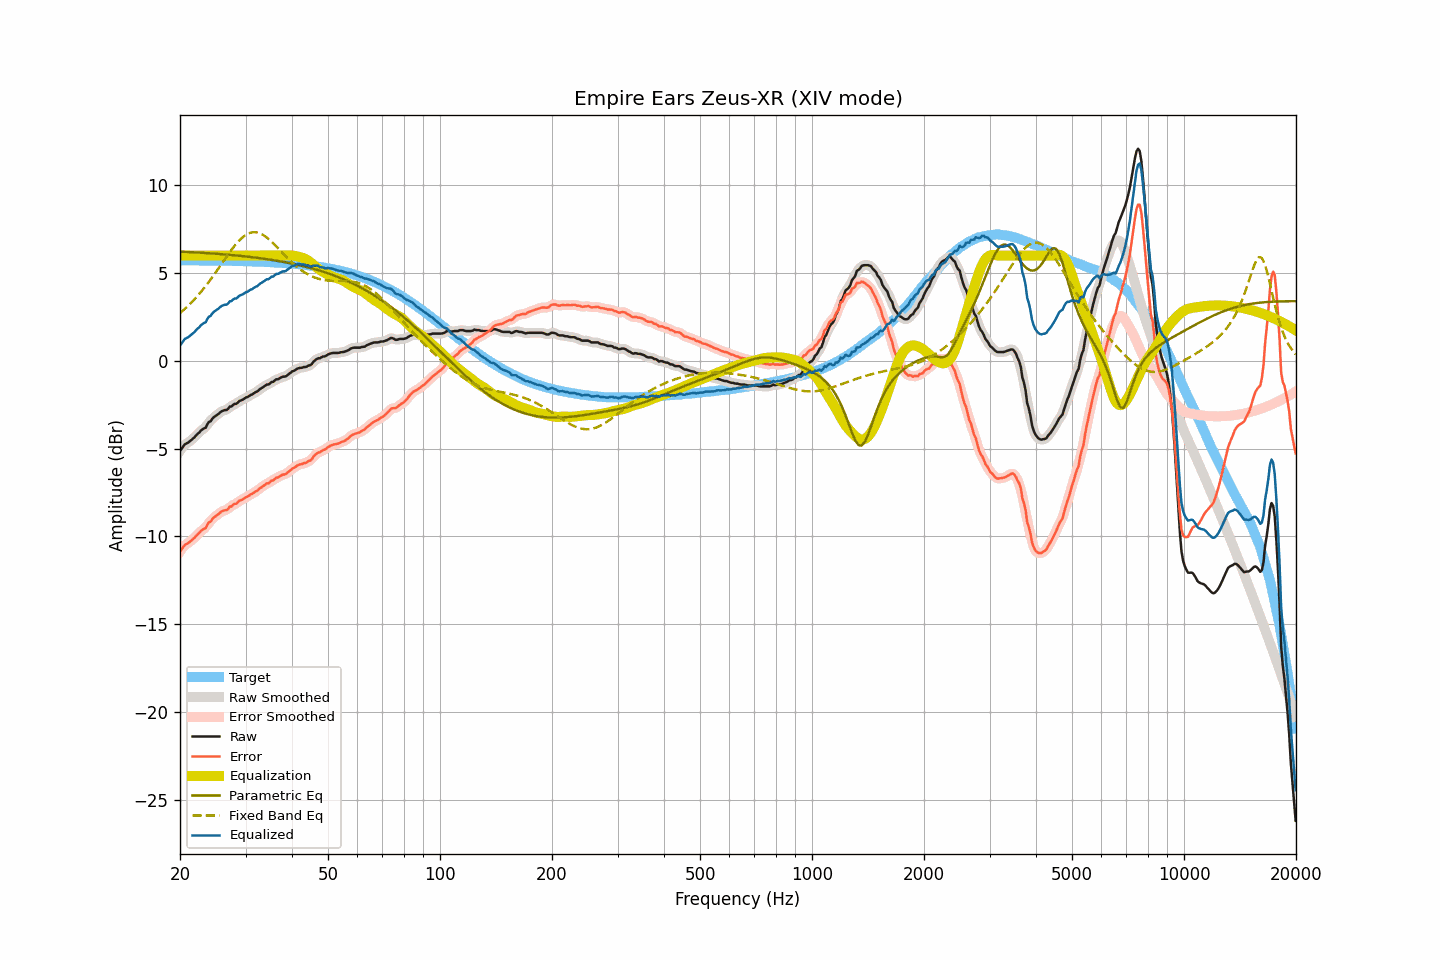 Empire Ears Zeus-XR (XIV mode)
Amplitude (dBr)
10
5
0
−5
−10
−15
−20
−25
Target
Raw Smoothed
Error Smoothed
Raw
Error
Equalization
Parametric Eq
Fixed Band Eq
Equalized
20 50 100 200 500 1000 2000 5000 10000 20000
Frequency (Hz)